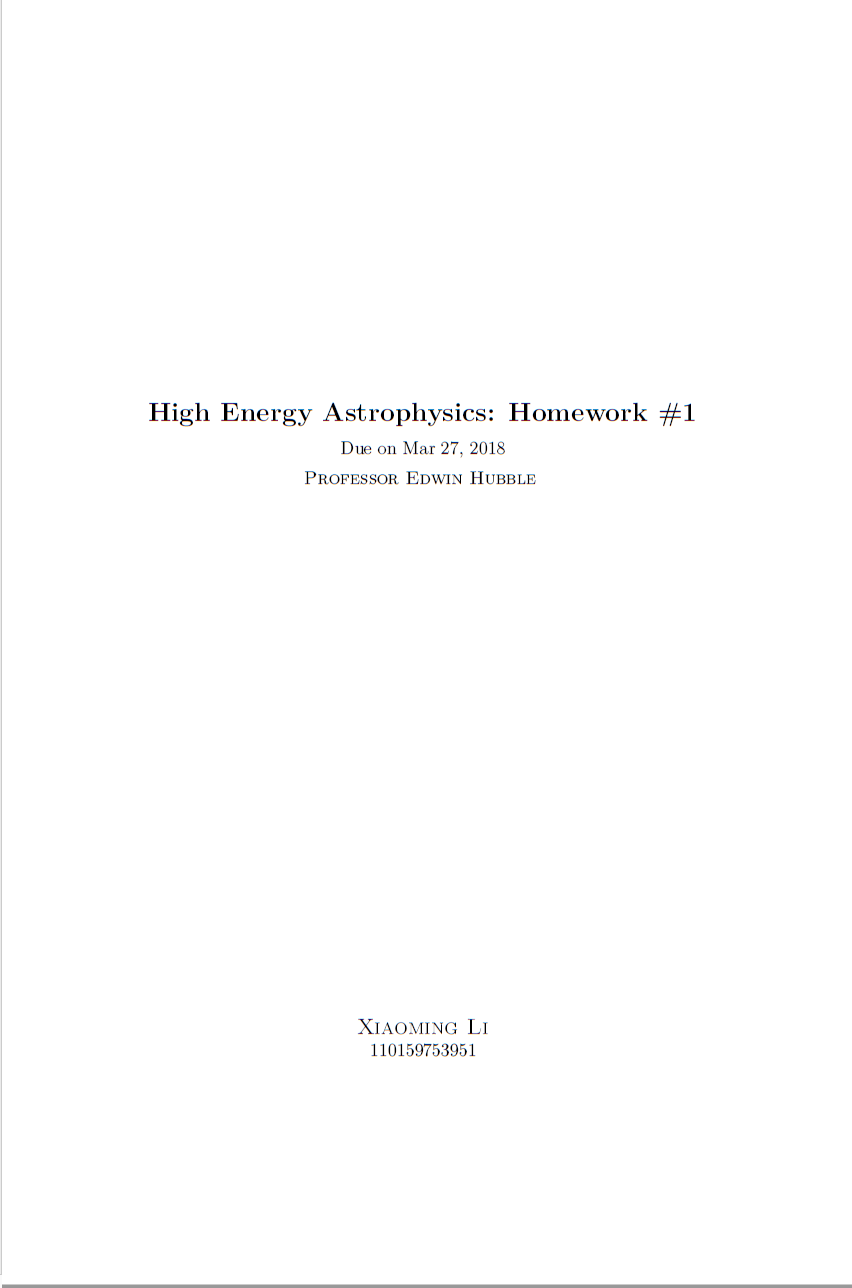 High Energy Astrophysics: Homework #1
Due on Mar 27, 2018
Professor Edwin Hubble
Xiaoming Li
110159753951